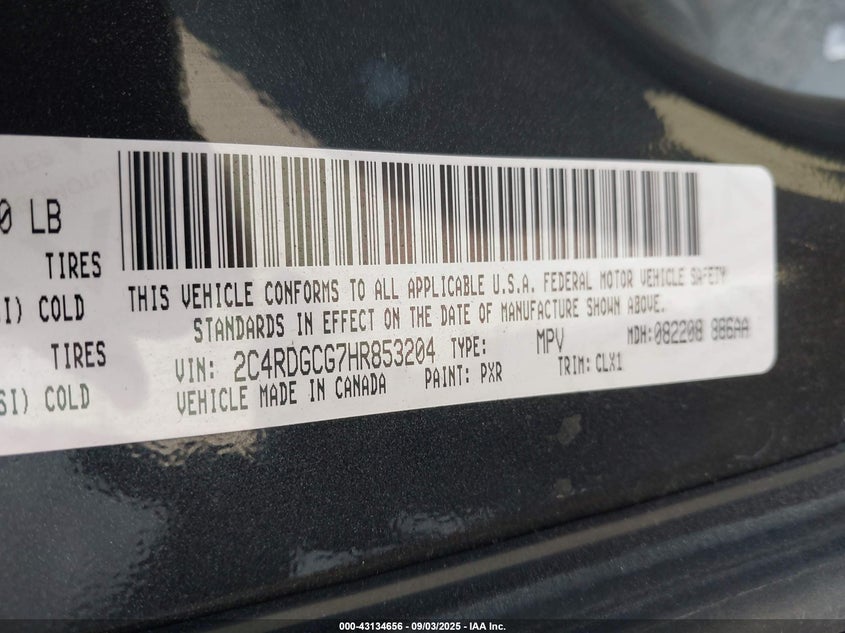 0 LB
TIRES
SI) COLD
TIRES
SI) COLD
THIS VEHICLE CONFORMS TO ALL APPLICABLE U.S.A. FEDERAL MOTOR VEHICLE SAFETY
STANDARDS IN EFFECT ON THE DATE OF MANUFACTURE SHOWN ABOVE.
VIN: 2C4RDGCG7HR853204 TYPE: MPV MDH: 082208 886AA
VEHICLE MADE IN CANADA PAINT: PXR TRIM: CLX1
000-43134656 - 09/03/2025 - IAA Inc.